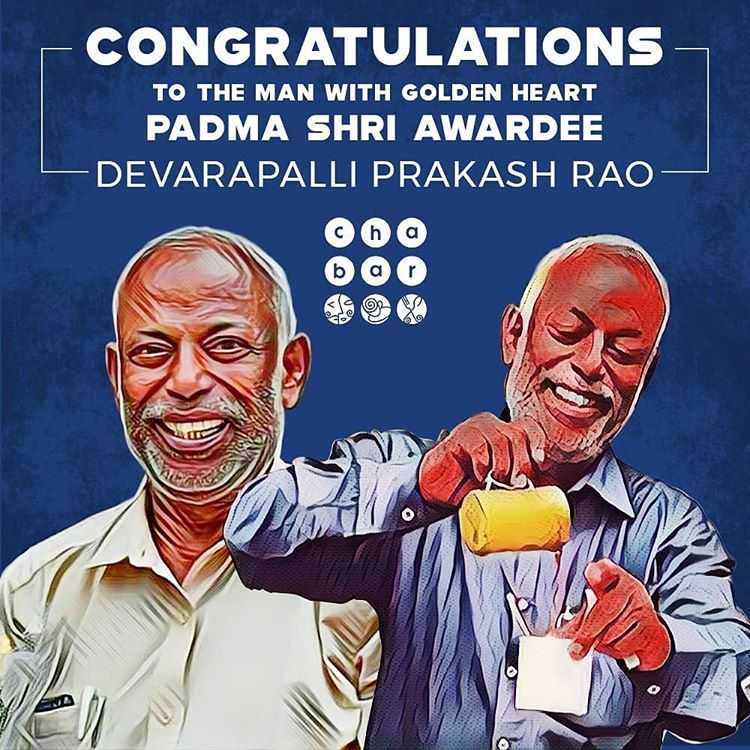 CONGRATULATIONS
TO THE MAN WITH GOLDEN HEART
PADMA SHRI AWARDEE
DEVARAPALLI PRAKASH RAO
cha
bar